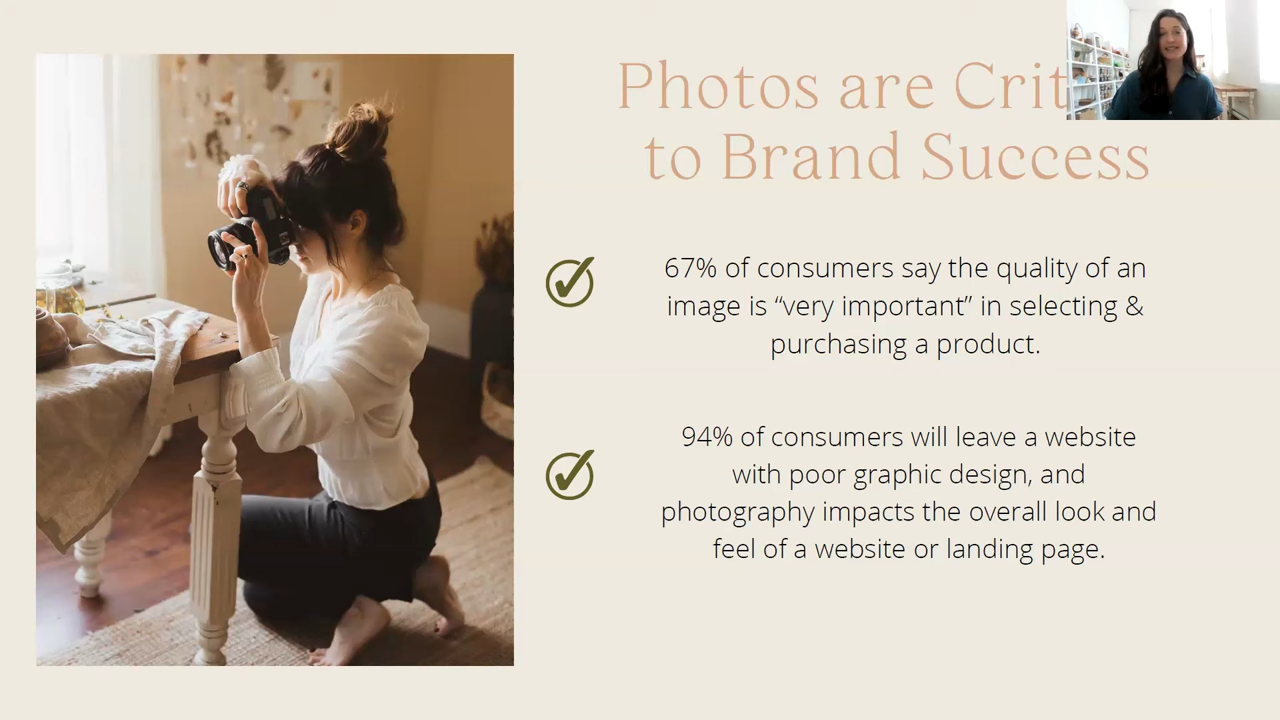 Photos are Crit
to Brand Success
67% of consumers say the quality of an
image is “very important” in selecting &
purchasing a product.
94% of consumers will leave a website
with poor graphic design, and
photography impacts the overall look and
feel of a website or landing page.